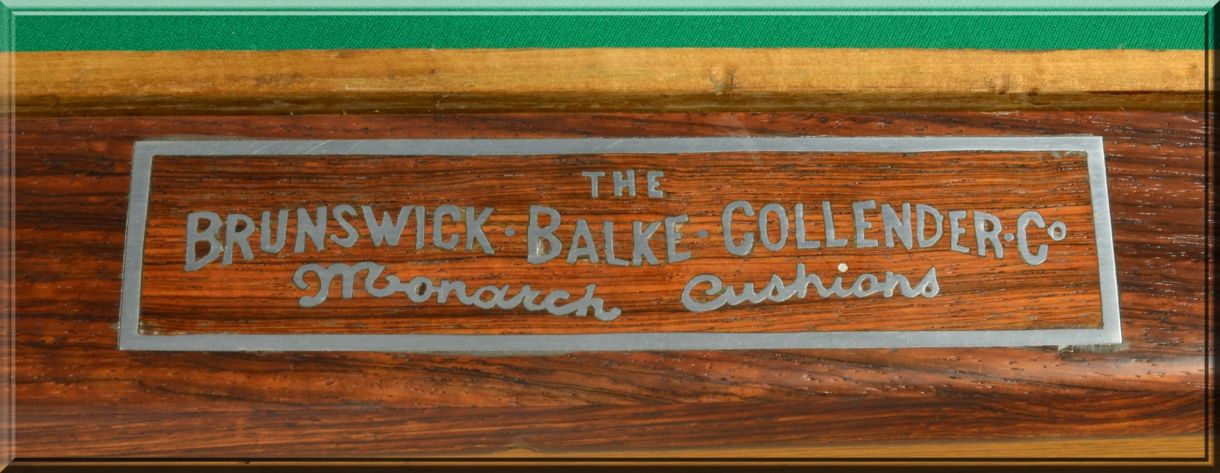 THE
BRUNSWICK·BALKE·COLLENDER·Cº
Monarch Cushions